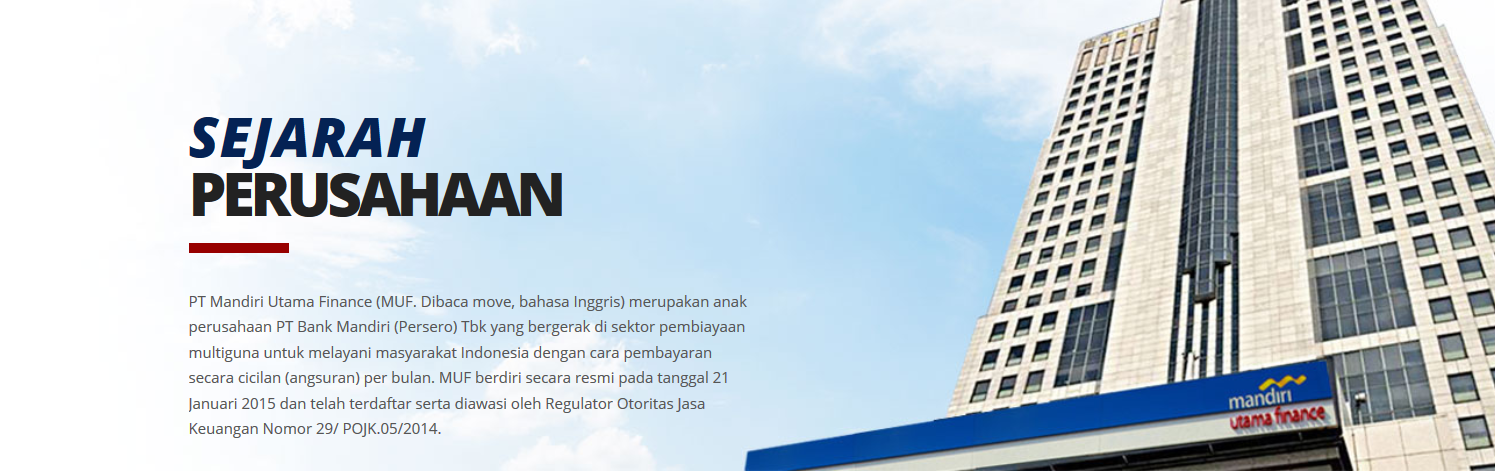 SEJARAH
PERUSAHAAN
PT Mandiri Utama Finance (MUF. Dibaca move, bahasa Inggris) merupakan anak
perusahaan PT Bank Mandiri (Persero) Tbk yang bergerak di sektor pembiayaan
multiguna untuk melayani masyarakat Indonesia dengan cara pembayaran
secara cicilan (angsuran) per bulan. MUF berdiri secara resmi pada tanggal 21
Januari 2015 dan telah terdaftar serta diawasi oleh Regulator Otoritas Jasa
Keuangan Nomor 29/ POJK.05/2014.
mandiri
utama finance